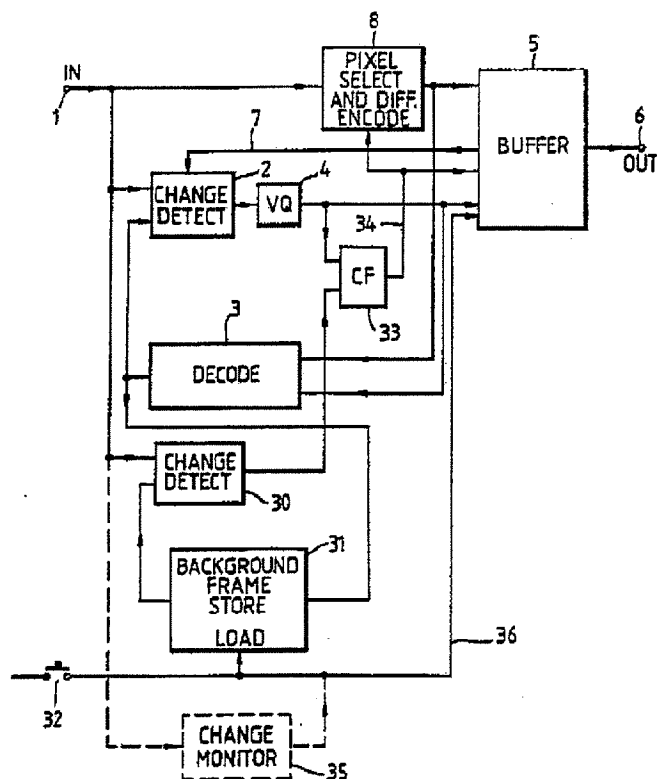 8
5
IN
PIXEL
SELECT
AND DIFF.
ENCODE
1
7
6
BUFFER
OUT
2
4
CHANGE
DETECT
VQ
34
CF
3
33
DECODE
CHANGE
DETECT
30
31
BACKGROUND
FRAME
STORE
LOAD
36
32
CHANGE
MONITOR
35